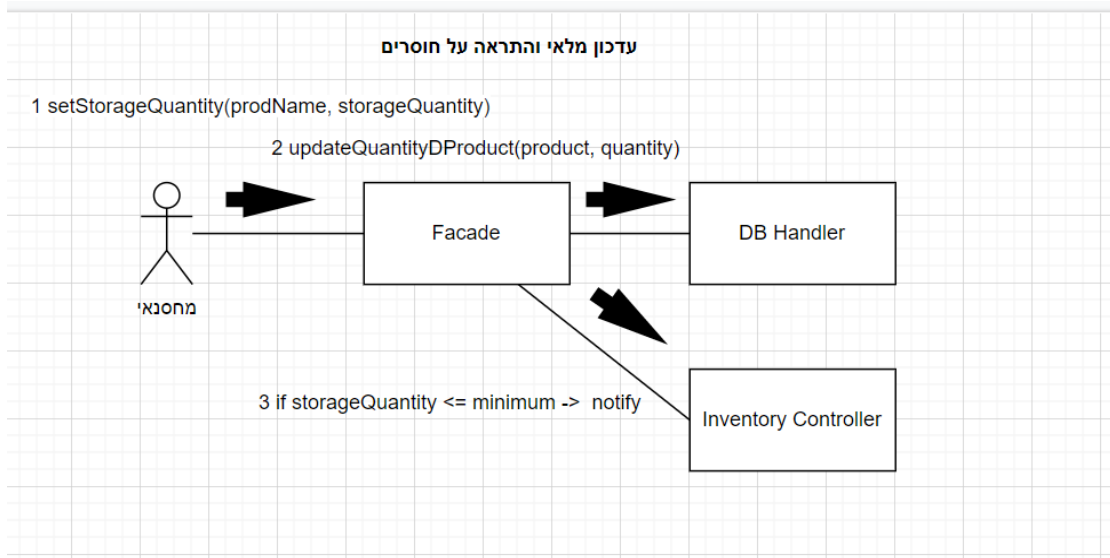 עדכון מלאי והתראה על חוסרים
1 setStorageQuantity(prodName, storageQuantity)
2 updateQuantityDProduct(product, quantity)
Facade
DB Handler
מחסנאי
3 if storageQuantity <= minimum -> notify
Inventory Controller